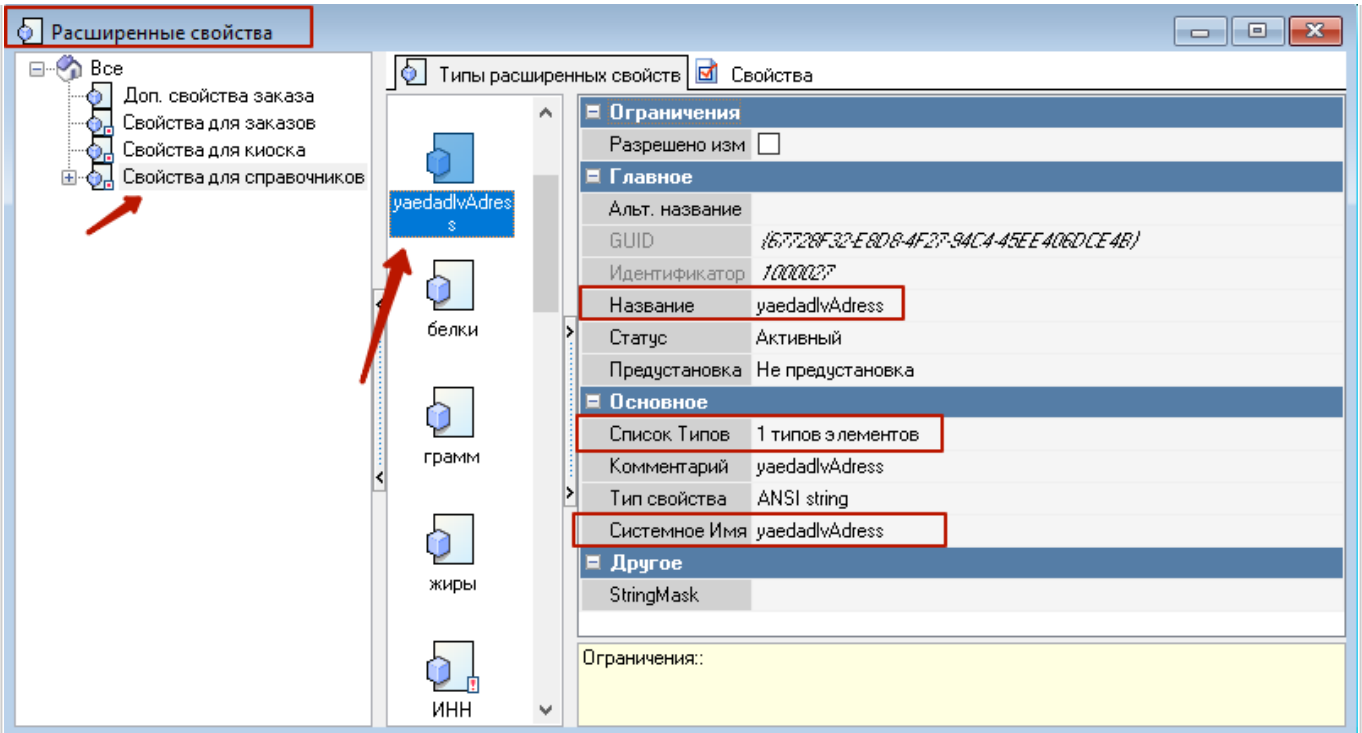 Расширенные свойства
Все
Доп. свойства заказа
Свойства для заказов
Свойства для киоска
Свойства для справочников
Типы расширенных свойств
Свойства
yaedadlvAdres
s
белки
грамм
жиры
ИНН
Ограничения
Разрешено изм
Главное
Альт. название
GUID {67728F32-E8D8-4F27-94C4-45EE406DCE4B}
Идентификатор 1000027
Название yaedadlvAdress
Статус Активный
Предустановка Не предустановка
Основное
Список Типов 1 типов элементов
Комментарий yaedadlvAdress
Тип свойства ANSI string
Системное Имя yaedadlvAdress
Другое
StringMask
Ограничения::